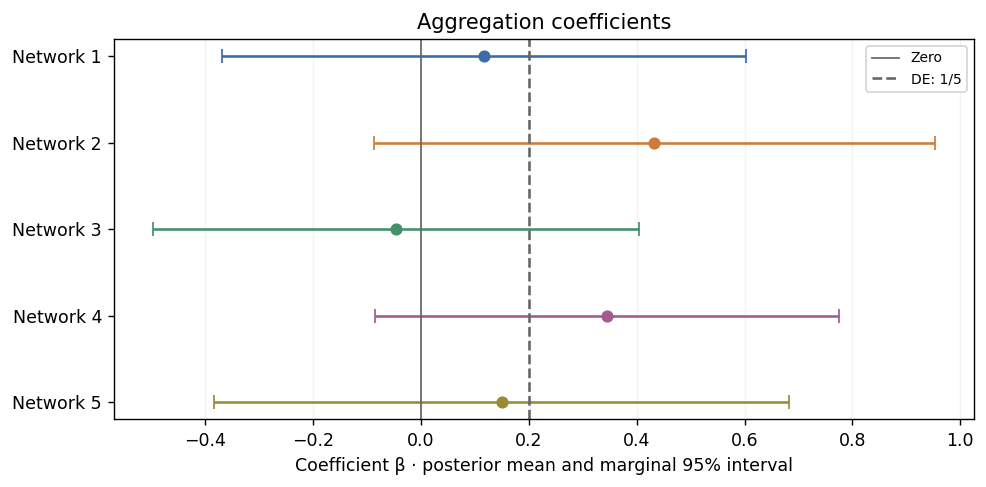 Aggregation coefficients
Network 1
Network 2
Network 3
Network 4
Network 5
Zero
DE: 1/5
−0.4 −0.2 0.0 0.2 0.4 0.6 0.8 1.0
Coefficient β · posterior mean and marginal 95% interval